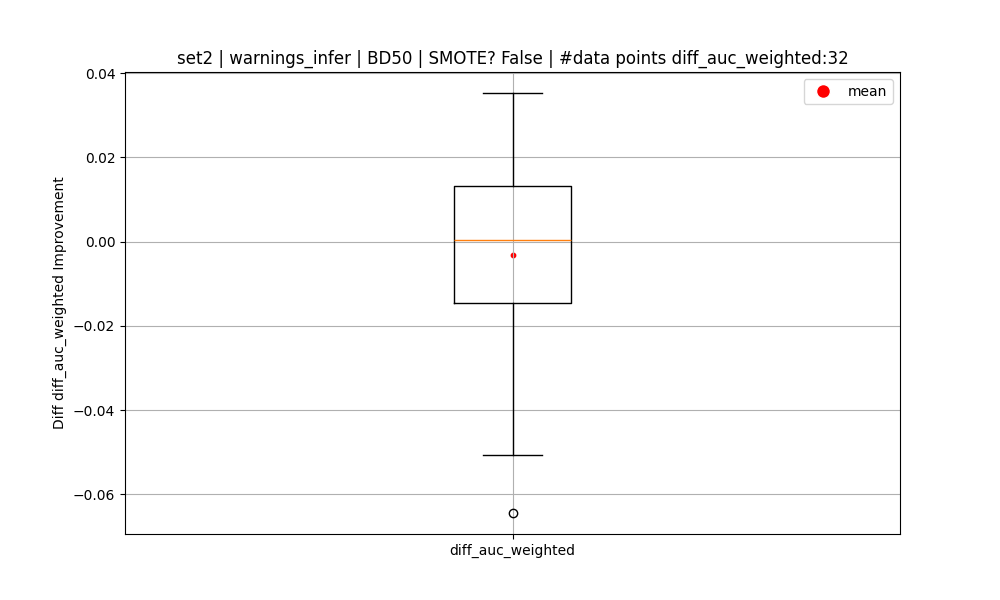 set2 | warnings_infer | BD50 | SMOTE? False | #data points diff_auc_weighted:32
mean
0.04
0.02
0.00
−0.02
−0.04
−0.06
Diff diff_auc_weighted Improvement
diff_auc_weighted